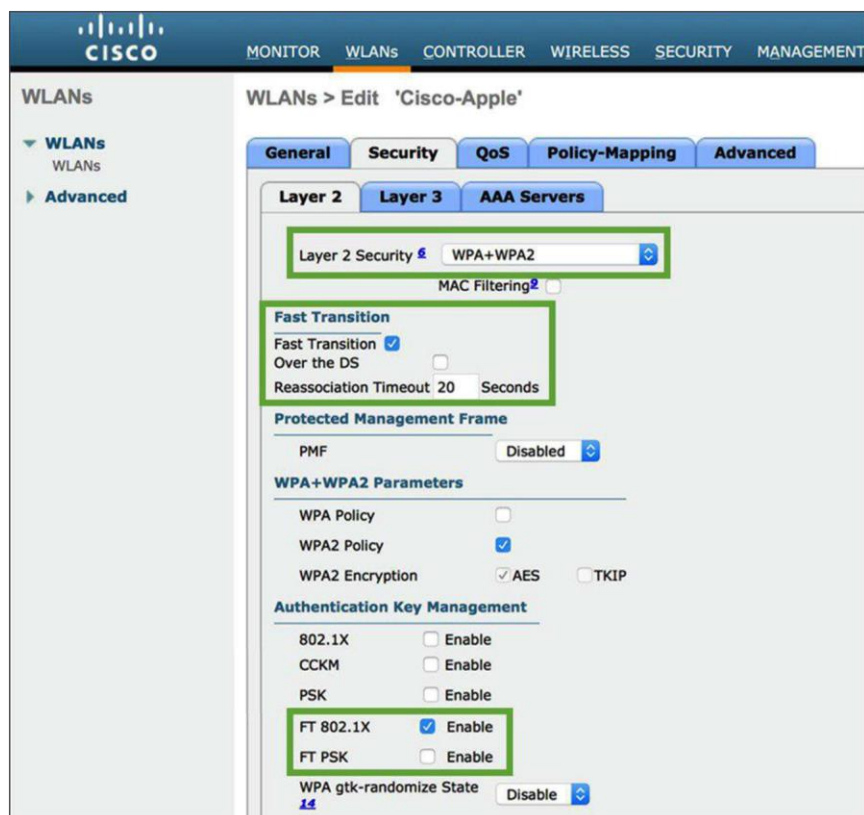 CISCO
MONITOR WLANs CONTROLLER WIRELESS SECURITY MANAGEMENT
WLANs
WLANs
WLANs
Advanced
WLANs > Edit 'Cisco-Apple'
General Security QoS Policy-Mapping Advanced
Layer 2 Layer 3 AAA Servers
Layer 2 Security 6 WPA+WPA2
MAC Filtering 9
Fast Transition
Fast Transition
Over the DS
Reassociation Timeout 20 Seconds
Protected Management Frame
PMF Disabled
WPA+WPA2 Parameters
WPA Policy
WPA2 Policy
WPA2 Encryption AES TKIP
Authentication Key Management
802.1X Enable
CCKM Enable
PSK Enable
FT 802.1X Enable
FT PSK Enable
WPA gtk-randomize State Disable
14